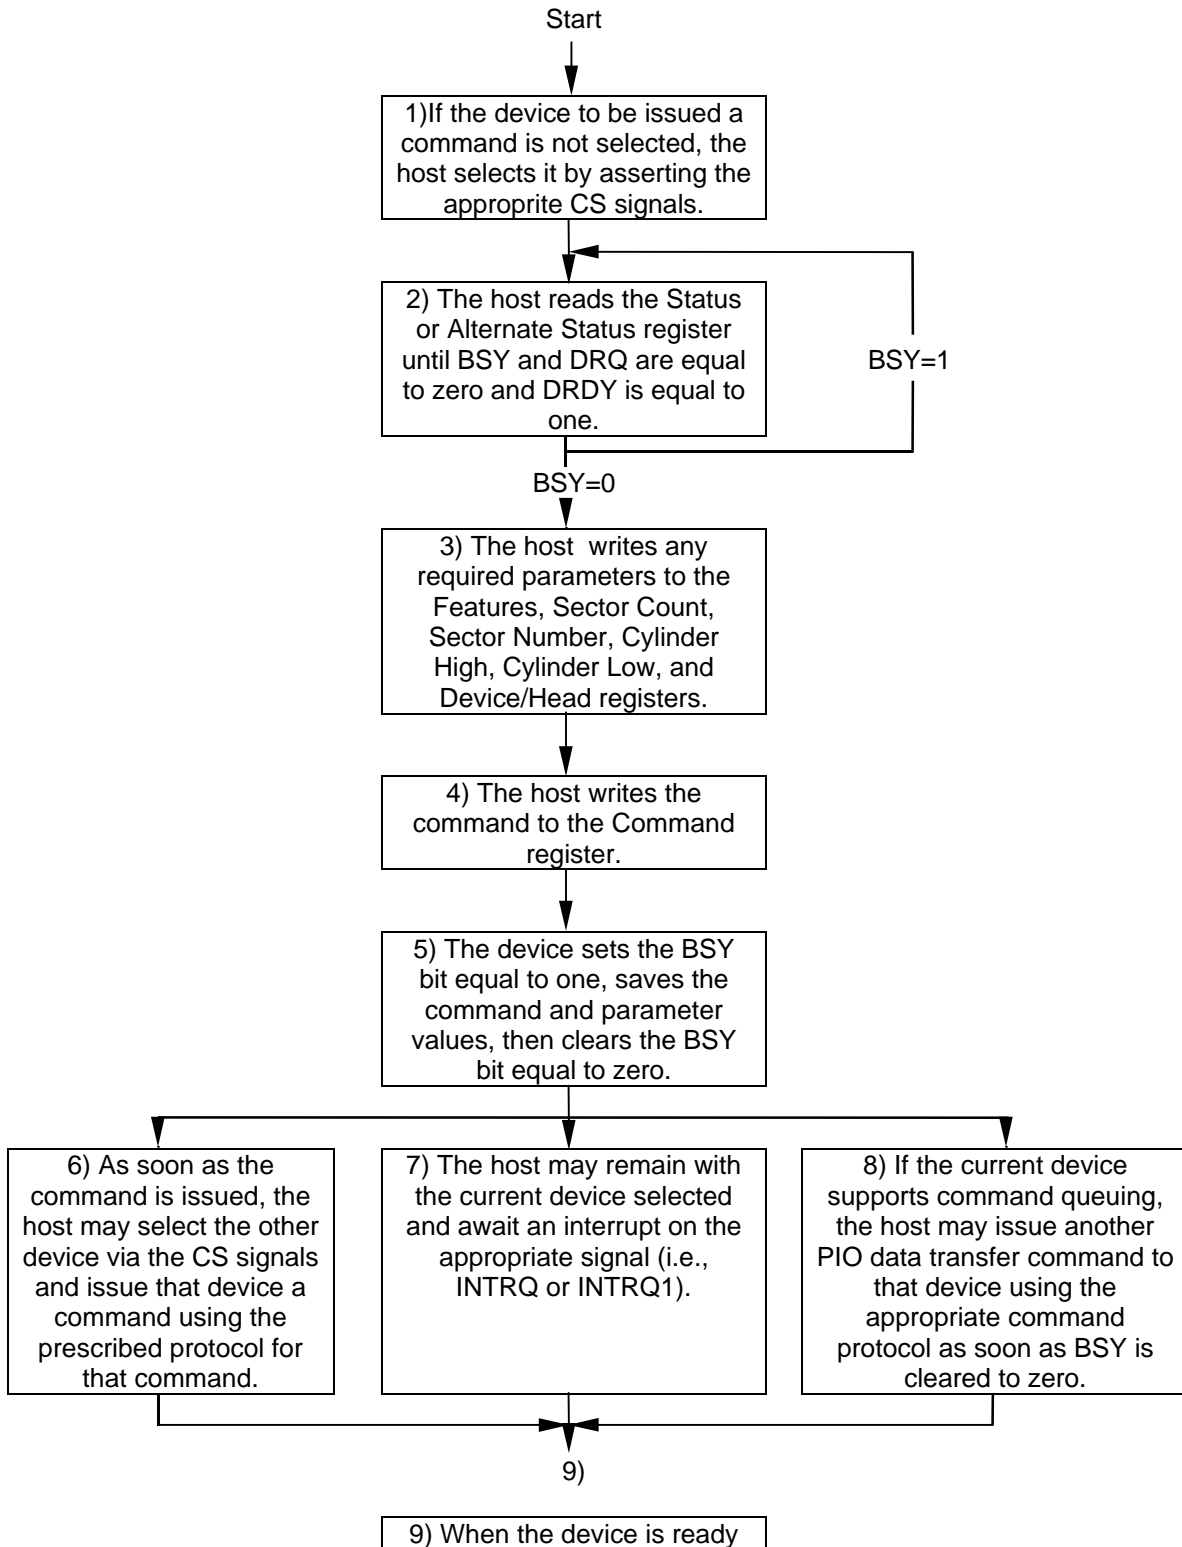 Start
1)If the device to be issued a
command is not selected, the
host selects it by asserting the
approprite CS signals.
2) The host reads the Status
or Alternate Status register
until BSY and DRQ are equal
to zero and DRDY is equal to
one.
BSY=1
BSY=0
3) The host  writes any
required parameters to the
Features, Sector Count,
Sector Number, Cylinder
High, Cylinder Low, and
Device/Head registers.
4) The host writes the
command to the Command
register.
5) The device sets the BSY
bit equal to one, saves the
command and parameter
values, then clears the BSY
bit equal to zero.
6) As soon as the
command is issued, the
host may select the other
device via the CS signals
and issue that device a
command using the
prescribed protocol for
that command.
7) The host may remain with
the current device selected
and await an interrupt on the
appropriate signal (i.e.,
INTRQ or INTRQ1).
8) If the current device
supports command queuing,
the host may issue another
PIO data transfer command to
that device using the
appropriate command
protocol as soon as BSY is
cleared to zero.
9)
9) When the device is ready